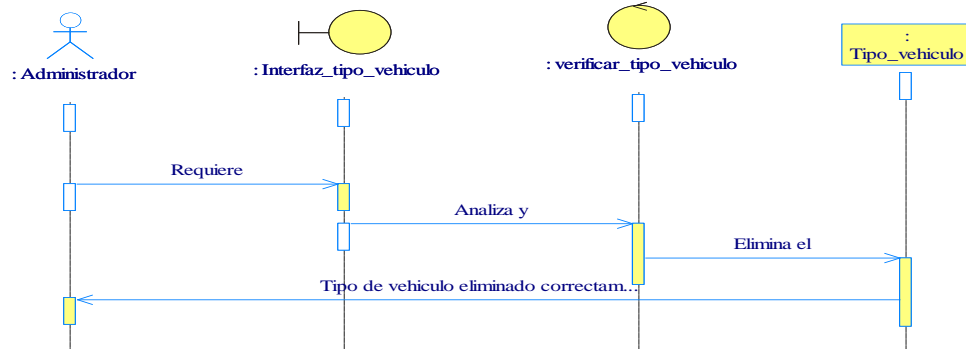 : Administrador
: Interfaz_tipo_vehiculo
: verificar_tipo_vehiculo
:
Tipo_vehiculo
Requiere
Analiza y
Elimina el
Tipo de vehiculo eliminado correctam...